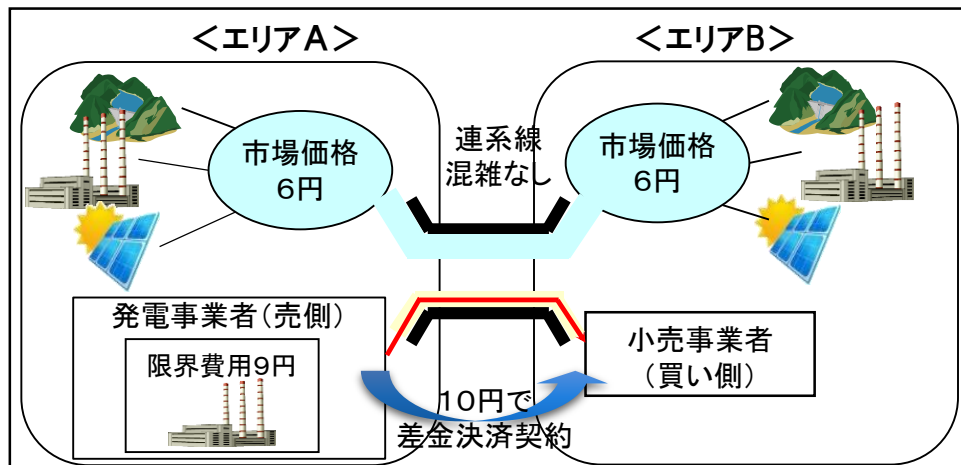 ＜エリアA＞
＜エリアB＞
市場価格
6円
連系線
混雑なし
市場価格
6円
発電事業者(売側)
限界費用9円
小売事業者
(買い側)
10円で
差金決済契約